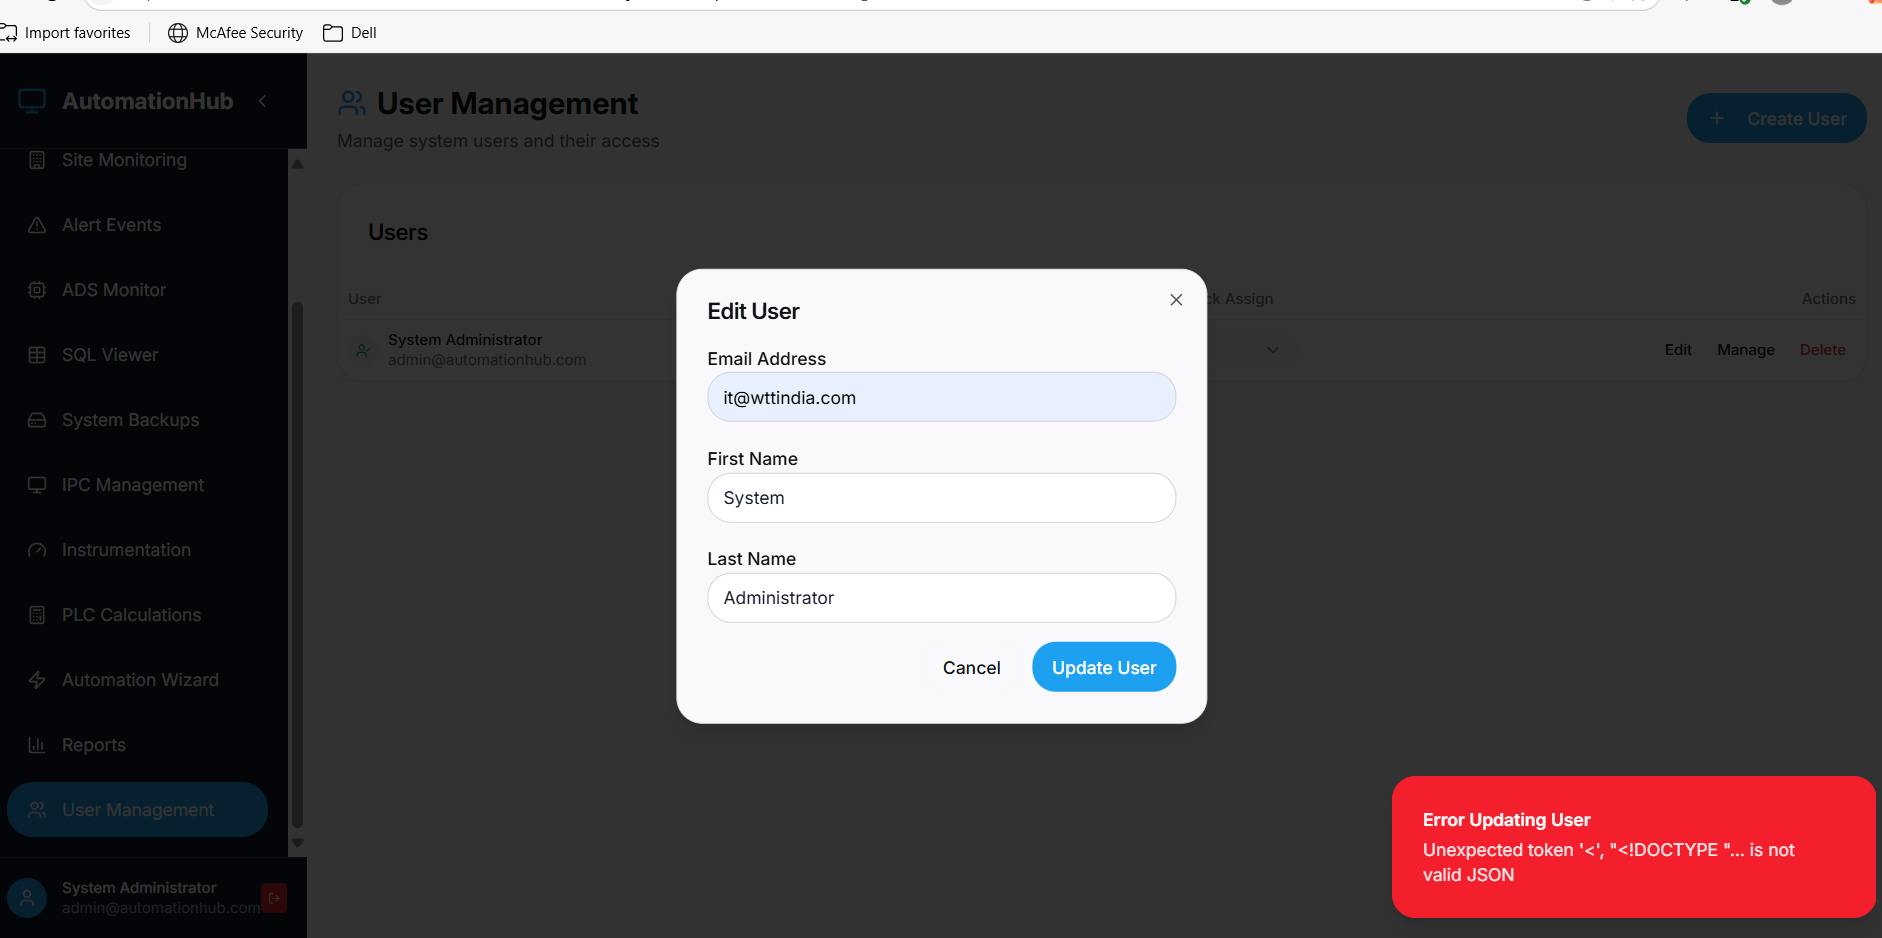 Import favorites
McAfee Security
Dell
AutomationHub
Site Monitoring
Alert Events
ADS Monitor
SQL Viewer
System Backups
IPC Management
Instrumentation
PLC Calculations
Automation Wizard
Reports
User Management
System Administrator
admin@automationhub.com
User Management
Manage system users and their access
Create User
Users
User
ck Assign
Actions
System Administrator
admin@automationhub.com
Edit
Manage
Delete
Edit User
Email Address
it@wttindia.com
First Name
System
Last Name
Administrator
Cancel
Update User
Error Updating User
Unexpected token '<', "<!DOCTYPE "... is not
valid JSON